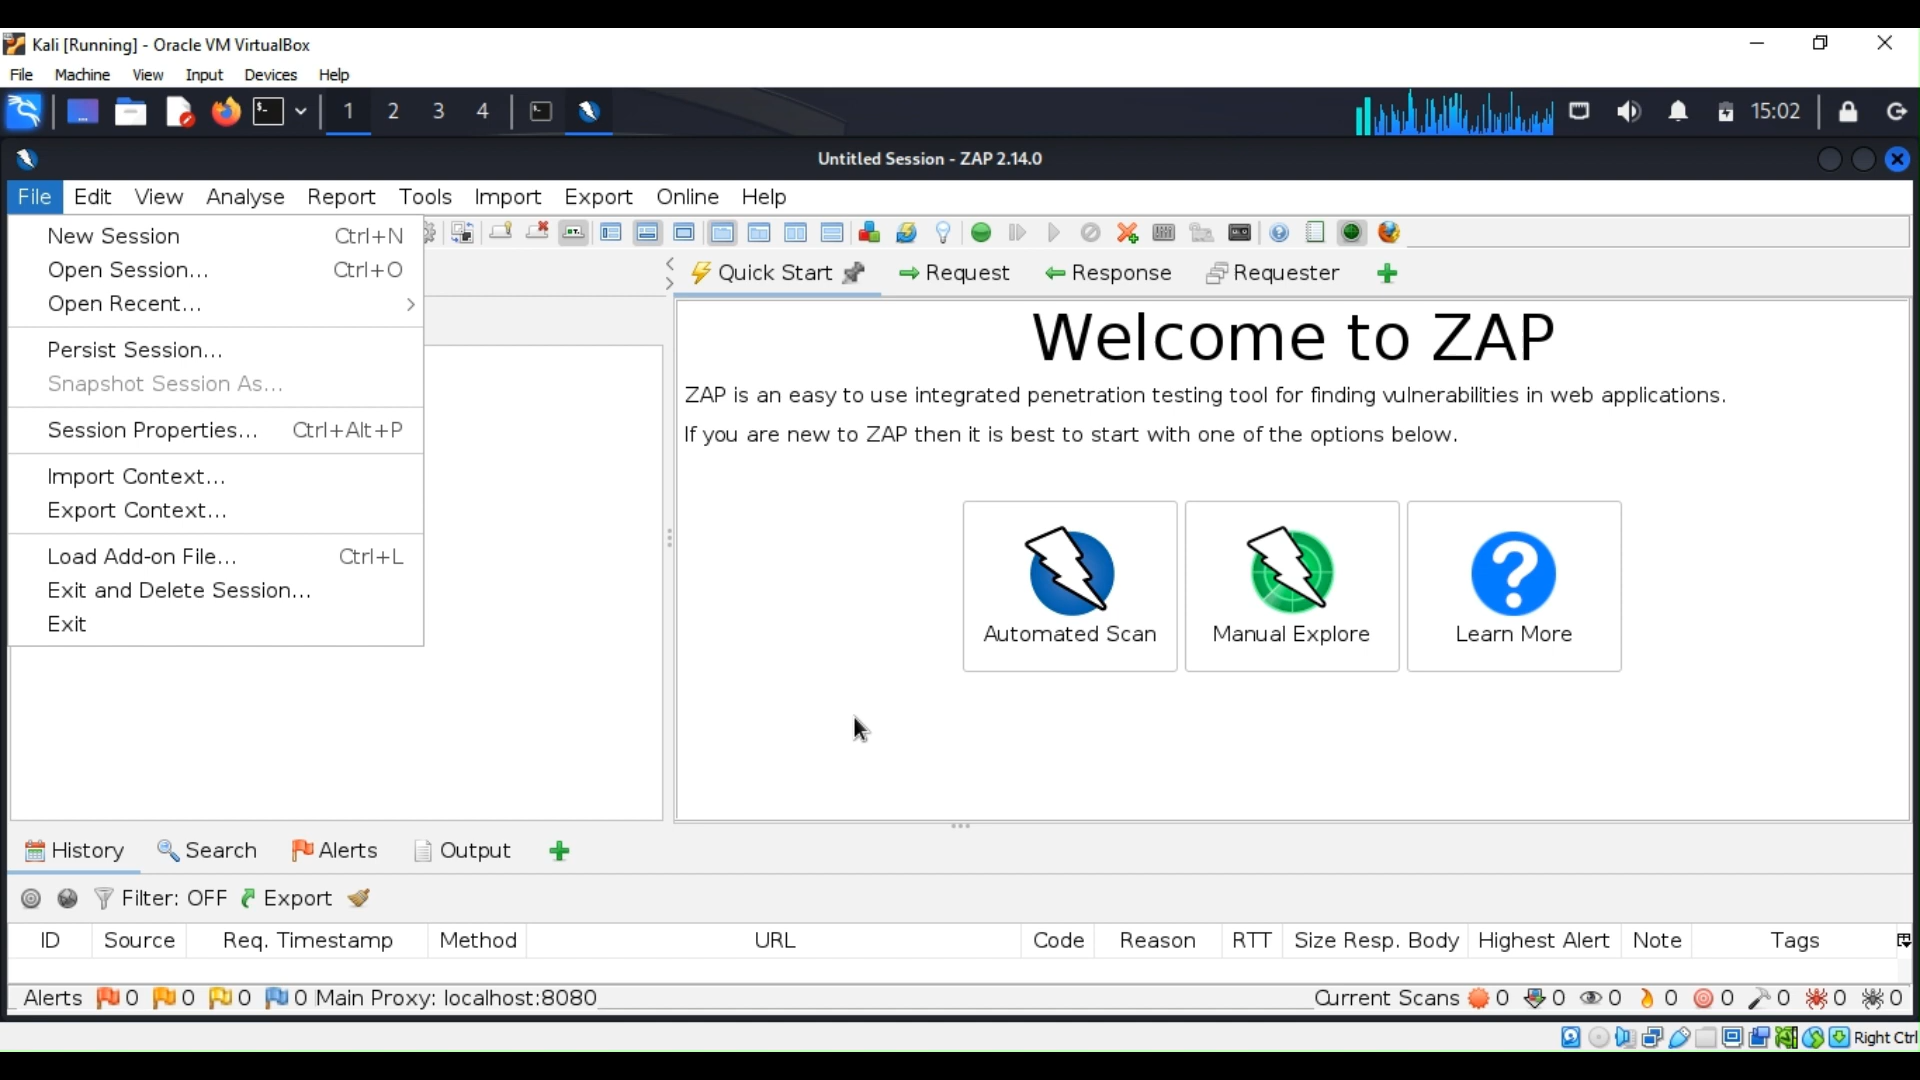 Kali [Running] - Oracle VM VirtualBox
File Machine View Input Devices Help
1 2 3 4 15:02
Untitled Session - ZAP 2.14.0
File Edit View Analyse Report Tools Import Export Online Help
New Session Ctrl+N
Open Session... Ctrl+O
Open Recent...
Persist Session...
Snapshot Session As...
Session Properties... Ctrl+Alt+P
Import Context...
Export Context...
Load Add-on File... Ctrl+L
Exit and Delete Session...
Exit
Quick Start Request Response Requester
Welcome to ZAP
ZAP is an easy to use integrated penetration testing tool for finding vulnerabilities in web applications.
If you are new to ZAP then it is best to start with one of the options below.
Automated Scan Manual Explore Learn More
History Search Alerts Output
Filter: OFF Export
ID Source Req. Timestamp Method URL Code Reason RTT Size Resp. Body Highest Alert Note Tags
Alerts 0 0 0 0 Main Proxy: localhost:8080 Current Scans 0 0 0 0 0 0 0 0
Right Ctrl